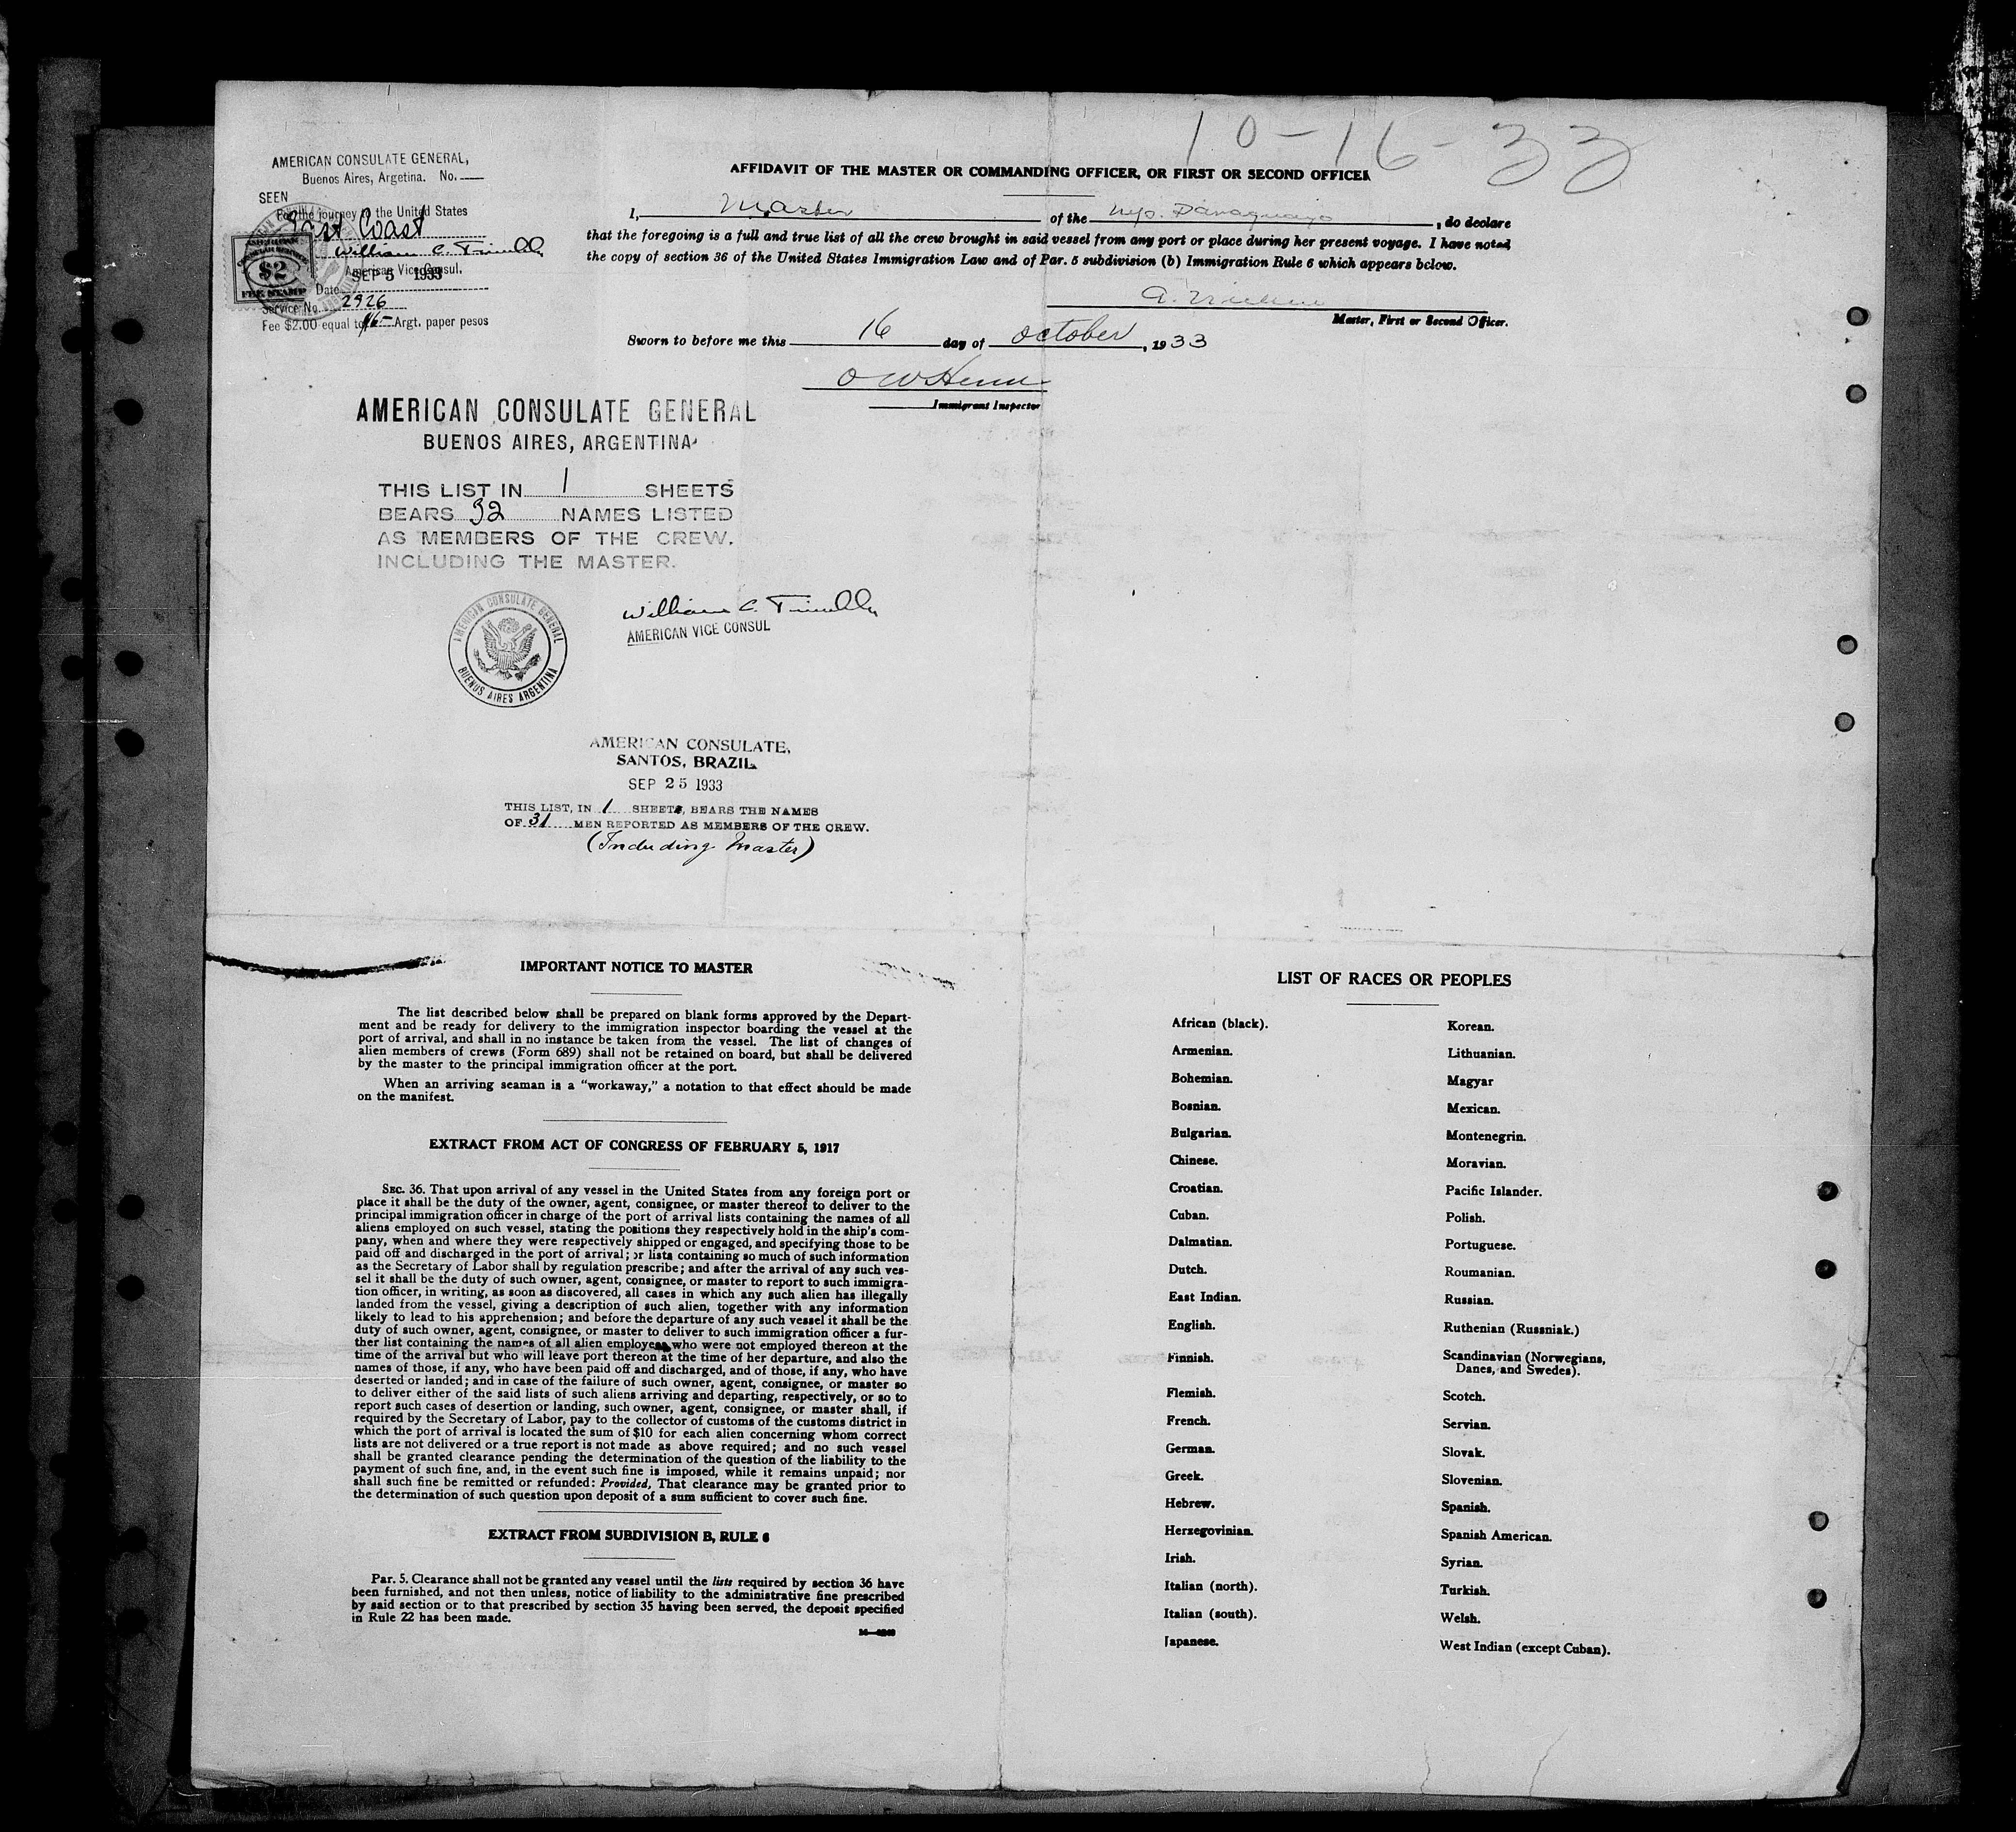 10-16-33
AMERICAN CONSULATE GENERAL,
Buenos Aires, Argetina. No.
SEEN
For the journey to the United States
East Coast
William C. Trimble
American Vice Consul.
SEP 5 1933
Date
$2
FEE STAMP
Service No. 2926
Fee $2.00 equal to 16- Argt. paper pesos
AFFIDAVIT OF THE MASTER OR COMMANDING OFFICER, OR FIRST OR SECOND OFFICER
I, Master of the , do declare
that the foregoing is a full and true list of all the crew brought in said vessel from any port or place during her present voyage. I have noted
the copy of section 36 of the United States Immigration Law and of Par. 5 subdivision (b) Immigration Rule 6 which appears below.
Master, First or Second Officer.
Sworn to before me this 16 day of october, 1933
Immigrant Inspector
AMERICAN CONSULATE GENERAL
BUENOS AIRES, ARGENTINA
THIS LIST IN 1 SHEETS
BEARS 32 NAMES LISTED
AS MEMBERS OF THE CREW.
INCLUDING THE MASTER.
AMERICAN CONSULATE GENERAL
BUENOS AIRES ARGENTINA
William C. Trimble
AMERICAN VICE CONSUL
AMERICAN CONSULATE,
SANTOS, BRAZIL.
SEP 25 1933
THIS LIST, IN 1 SHEETS, BEARS THE NAMES
OF 31 MEN REPORTED AS MEMBERS OF THE CREW.
(Including Master)
IMPORTANT NOTICE TO MASTER
The list described below shall be prepared on blank forms approved by the Depart-
ment and be ready for delivery to the immigration inspector boarding the vessel at the
port of arrival, and shall in no instance be taken from the vessel. The list of changes of
alien members of crews (Form 689) shall not be retained on board, but shall be delivered
by the master to the principal immigration officer at the port.
When an arriving seaman is a “workaway,” a notation to that effect should be made
on the manifest.
EXTRACT FROM ACT OF CONGRESS OF FEBRUARY 5, 1917
SEC. 36. That upon arrival of any vessel in the United States from any foreign port or
place it shall be the duty of the owner, agent, consignee, or master thereof to deliver to the
principal immigration officer in charge of the port of arrival lists containing the names of all
aliens employed on such vessel, stating the positions they respectively hold in the ship's com-
pany, when and where they were respectively shipped or engaged, and specifying those to be
paid off and discharged in the port of arrival; or lists containing so much of such information
as the Secretary of Labor shall by regulation prescribe; and after the arrival of any such ves-
sel it shall be the duty of such owner, agent, consignee, or master to report to such immigra-
tion officer, in writing, as soon as discovered, all cases in which any such alien has illegally
landed from the vessel, giving a description of such alien, together with any information
likely to lead to his apprehension; and before the departure of any such vessel it shall be the
duty of such owner, agent, consignee, or master to deliver to such immigration officer a fur-
ther list containing the names of all alien employees who were not employed thereon at the
time of the arrival but who will leave port thereon at the time of her departure, and also the
names of those, if any, who have been paid off and discharged, and of those, if any, who have
deserted or landed; and in case of the failure of such owner, agent, consignee, or master so
to deliver either of the said lists of such aliens arriving and departing, respectively, or so to
report such cases of desertion or landing, such owner, agent, consignee, or master shall, if
required by the Secretary of Labor, pay to the collector of customs of the customs district in
which the port of arrival is located the sum of $10 for each alien concerning whom correct
lists are not delivered or a true report is not made as above required; and no such vessel
shall be granted clearance pending the determination of the question of the liability to the
payment of such fine, and, in the event such fine is imposed, while it remains unpaid; nor
shall such fine be remitted or refunded: Provided, That clearance may be granted prior to
the determination of such question upon deposit of a sum sufficient to cover such fine.
EXTRACT FROM SUBDIVISION B, RULE 6
Par. 5. Clearance shall not be granted any vessel until the lists required by section 36 have
been furnished, and not then unless, notice of liability to the administrative fine prescribed
by said section or to that prescribed by section 35 having been served, the deposit specified
in Rule 22 has been made.
LIST OF RACES OR PEOPLES
African (black).
Armenian.
Bohemian.
Bosnian.
Bulgarian.
Chinese.
Croatian.
Cuban.
Dalmatian.
Dutch.
East Indian.
English.
Finnish.
Flemish.
French.
German.
Greek.
Hebrew.
Herzegovinian.
Irish.
Italian (north).
Italian (south).
Japanese.
Korean.
Lithuanian.
Magyar
Mexican.
Montenegrin.
Moravian.
Pacific Islander.
Polish.
Portuguese.
Roumanian.
Russian.
Ruthenian (Russniak.)
Scandinavian (Norwegians,
Danes, and Swedes).
Scotch.
Servian.
Slovak.
Slovenian.
Spanish.
Spanish American.
Syrian.
Turkish.
Welsh.
West Indian (except Cuban).